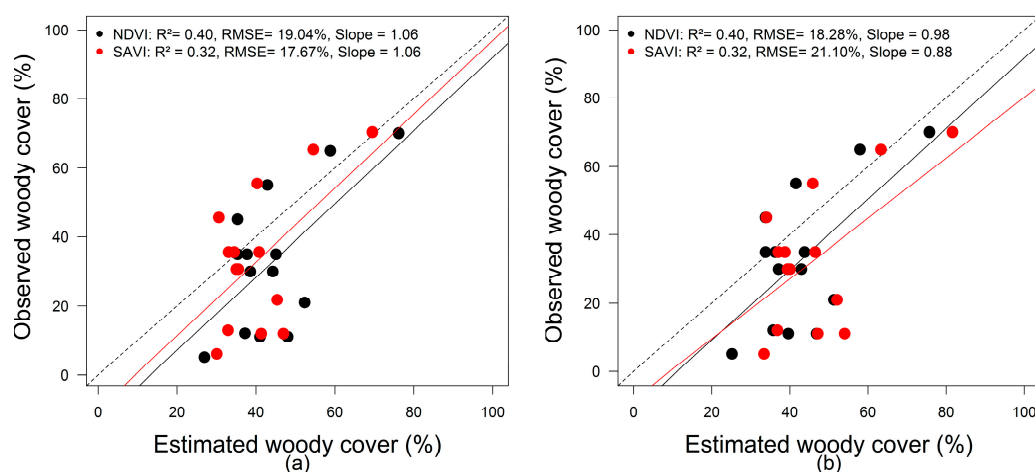 NDVI: R²= 0.40, RMSE= 19.04%, Slope = 1.06
SAVI: R²= 0.32, RMSE= 17.67%, Slope = 1.06
100
80
60
40
20
0
Observed woody cover (%)
0 20 40 60 80 100
Estimated woody cover (%)
(a)
NDVI: R²= 0.40, RMSE= 18.28%, Slope = 0.98
SAVI: R²= 0.32, RMSE= 21.10%, Slope = 0.88
100
80
60
40
20
0
Observed woody cover (%)
0 20 40 60 80 100
Estimated woody cover (%)
(b)